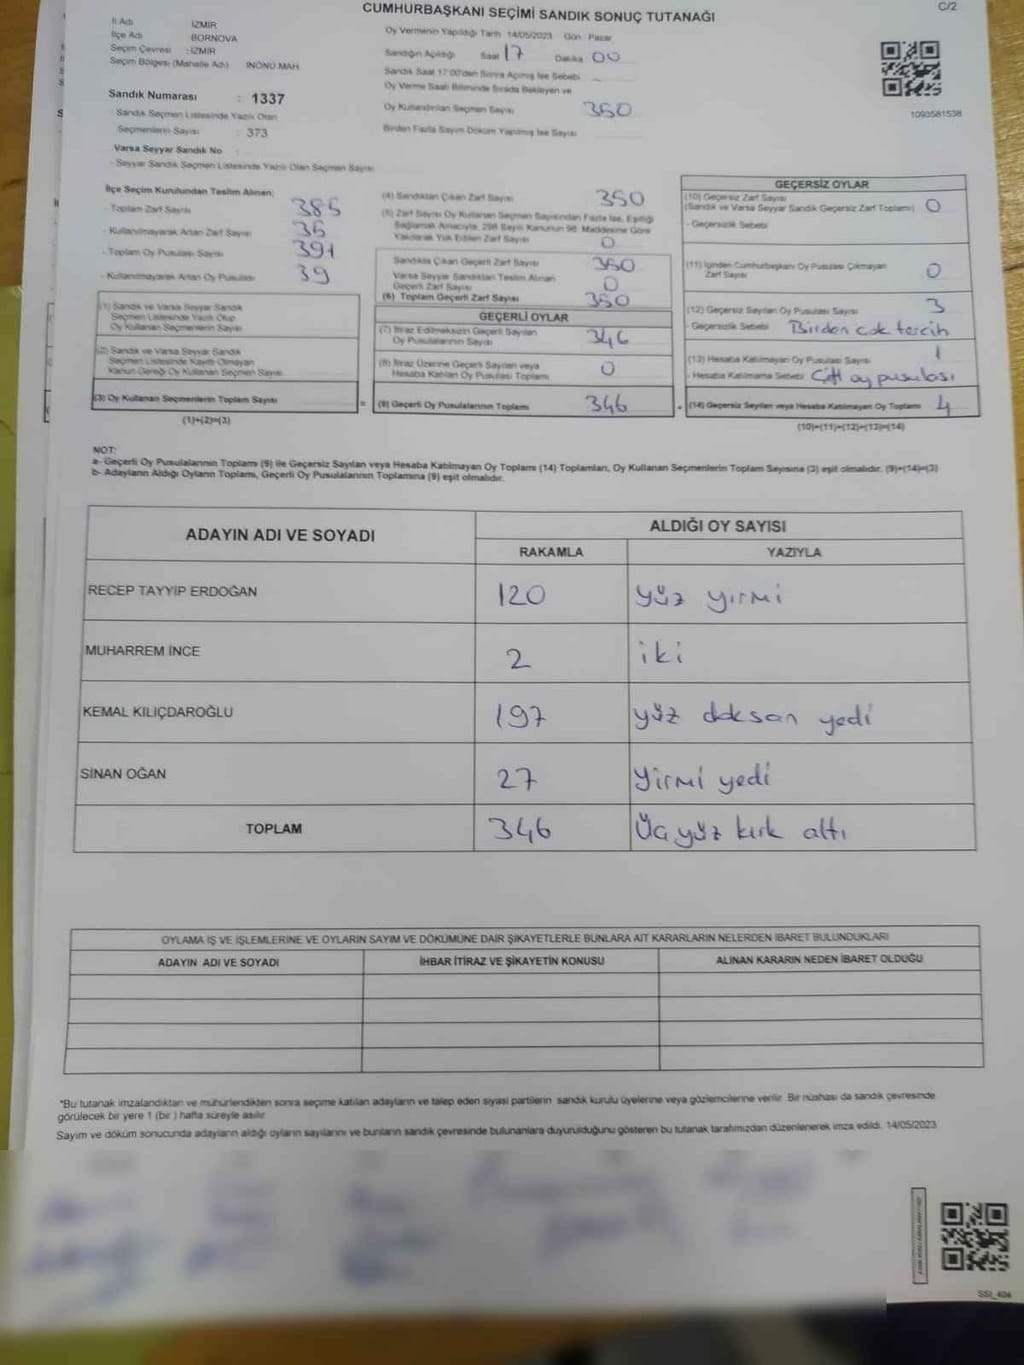 CUMHURBAŞKANI SEÇİMİ SANDIK SONUÇ TUTANAĞI
C/2
İl Adı : İZMİR
İlçe Adı BORNOVA
Seçim Çevresi : İZMİR
Seçim Bölgesi (Mahalle Adı) İNÖNÜ MAH.
Sandık Numarası : 1337
Sandık Seçmen Listesinde Yazılı Olan
Seçmenlerin Sayısı : 373
Varsa Seyyar Sandık No
- Seyyar Sandık Seçmen Listesinde Yazılı Olan Seçmen Sayısı
Oy Vermenin Yapıldığı Tarih 14/05/2023 Gün : Pazar
Sandığın Açıldığı Saat 17 Dakika 00
Sandık Saat 17:00'den Sonra Açılmış İse Sebebi
Oy Verme Saati Bitiminde Sırada Bekleyen ve
Oy Kullandırılan Seçmen Sayısı 350
Birden Fazla Sayım Döküm Yapılmış İse Sayısı
1093581538
İlçe Seçim Kurulundan Teslim Alınan:
- Toplam Zarf Sayısı 385
- Kullanılmayarak Artan Zarf Sayısı 35
- Toplam Oy Pusulası Sayısı 391
- Kullanılmayarak Artan Oy Pusulası 39
(1) Sandık ve Varsa Seyyar Sandık
Seçmen Listesinde Yazılı Olup
Oy Kullanan Seçmenlerin Sayısı
(2) Sandık ve Varsa Seyyar Sandık
Seçmen Listesinde Kayıtlı Olmayan
Kanun Gereği Oy Kullanan Seçmen Sayısı
(3) Oy Kullanan Seçmenlerin Toplam Sayısı
(1)+(2)=(3)
(4) Sandıktan Çıkan Zarf Sayısı 350
(5) Zarf Sayısı Oy Kullanan Seçmen Sayısından Fazla İse, Eşitliği
Sağlamak Amacıyla, 298 Sayılı Kanunun 98. Maddesine Göre
Yakılarak Yok Edilen Zarf Sayısı 0
Sandıkta Çıkan Geçerli Zarf Sayısı 350
Varsa Seyyar Sandıktan Teslim Alınan
Geçerli Zarf Sayısı 0
(6) Toplam Geçerli Zarf Sayısı 350
GEÇERLİ OYLAR
(7) İtiraz Edilmeksizin Geçerli Sayılan
Oy Pusulalarının Sayısı 346
(8) İtiraz Üzerine Geçerli Sayılan veya
Hesaba Katılan Oy Pusulası Toplamı 0
= (9) Geçerli Oy Pusulalarının Toplamı 346
GEÇERSİZ OYLAR
(10) Geçersiz Zarf Sayısı
(Sandık ve Varsa Seyyar Sandık Geçersiz Zarf Toplamı) 0
- Geçersizlik Sebebi
(11) İçinden Cumhurbaşkanı Oy Pusulası Çıkmayan
Zarf Sayısı 0
(12) Geçersiz Sayılan Oy Pusulası Sayısı 3
- Geçersizlik Sebebi Birden çok tercih
(13) Hesaba Katılmayan Oy Pusulası Sayısı 1
- Hesaba Katılmama Sebebi Çift oy pusulası
+ (14) Geçersiz Sayılan veya Hesaba Katılmayan Oy Toplamı 4
(10)+(11)+(12)+(13)=(14)
NOT:
a- Geçerli Oy Pusulalarının Toplamı (9) ile Geçersiz Sayılan veya Hesaba Katılmayan Oy Toplamı (14) Toplamları, Oy Kullanan Seçmenlerin Toplam Sayısına (3) eşit olmalıdır. (9)+(14)=(3)
b- Adayların Aldığı Oyların Toplamı, Geçerli Oy Pusulalarının Toplamına (9) eşit olmalıdır.
ADAYIN ADI VE SOYADI ALDIĞI OY SAYISI
RAKAMLA YAZIYLA
RECEP TAYYİP ERDOĞAN 120 yüz yirmi
MUHARREM İNCE 2 iki
KEMAL KILIÇDAROĞLU 197 yüz doksan yedi
SİNAN OĞAN 27 yirmi yedi
TOPLAM 346 Üç yüz kırk altı
OYLAMA İŞ VE İŞLEMLERİNE VE OYLARIN SAYIM VE DÖKÜMÜNE DAİR ŞİKAYETLERLE BUNLARA AİT KARARLARIN NELERDEN İBARET BULUNDUKLARI
ADAYIN ADI VE SOYADI İHBAR İTİRAZ VE ŞİKAYETİN KONUSU ALINAN KARARIN NEDEN İBARET OLDUĞU
*Bu tutanak imzalandıktan ve mühürlendikten sonra seçime katılan adayların ve talep eden siyasi partilerin sandık kurulu üyelerine veya gözlemcilerine verilir. Bir nüshası da sandık çevresinde
görülecek bir yere 1 (bir) hafta süreyle asılır.
Sayım ve döküm sonucunda adayların aldığı oyların sayılarını ve bunların sandık çevresinde bulunanlara duyurulduğunu gösteren bu tutanak tarafımızdan düzenlenerek imza edildi. 14/05/2023
SSI_404